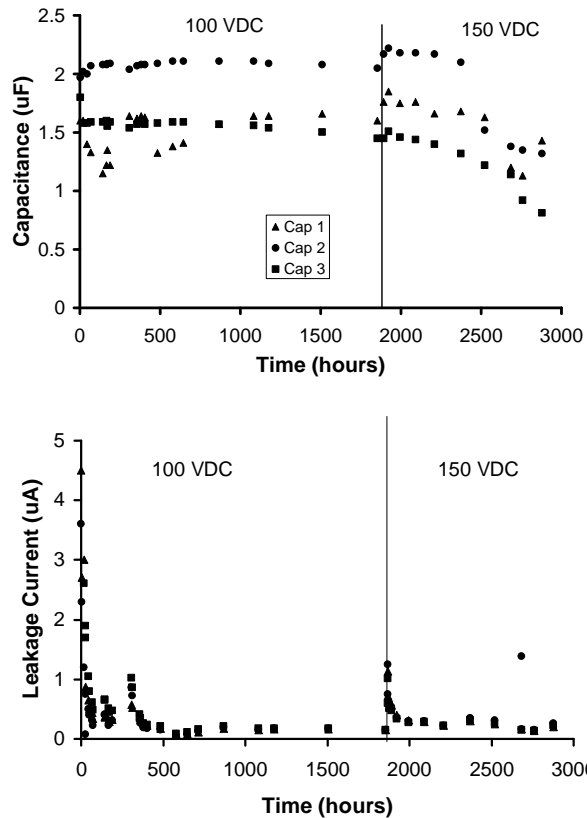 100 VDC
150 VDC
Capacitance (uF)
2.5
2
1.5
1
0.5
0
Cap 1
Cap 2
Cap 3
0 500 1000 1500 2000 2500 3000
Time (hours)
100 VDC
150 VDC
Leakage Current (uA)
5
4
3
2
1
0
0 500 1000 1500 2000 2500 300
Time (hours)